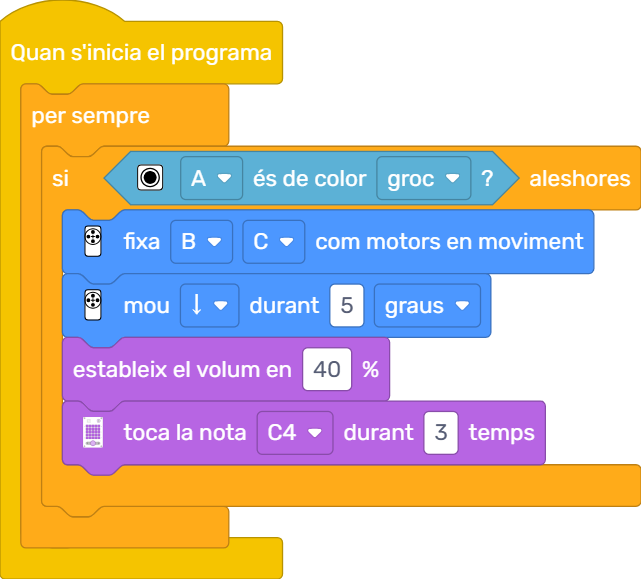 Quan s'inicia el programa
per sempre
si A és de color groc ? aleshores
fixa B C com motors en moviment
mou ↓ durant 5 graus
estableix el volum en 40 %
toca la nota C4 durant 3 temps